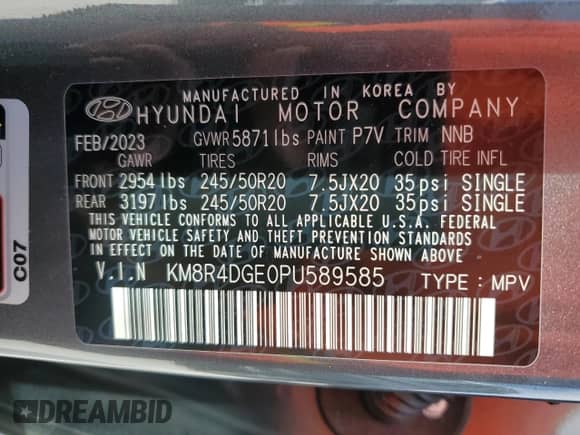 MANUFACTURED IN KOREA BY
HYUNDAI MOTOR COMPANY
FEB/2023 GVWR 5871lbs PAINT P7V TRIM NNB
GAWR TIRES RIMS COLD TIRE INFL
FRONT 2954 lbs 245/50R20 7.5JX20 35psi SINGLE
REAR 3197 lbs 245/50R20 7.5JX20 35psi SINGLE
THIS VEHICLE CONFORMS TO ALL APPLICABLE U.S.A. FEDERAL
MOTOR VEHICLE SAFETY AND THEFT PREVENTION STANDARDS
IN EFFECT ON THE DATE OF MANUFACTURE SHOWN ABOVE
V.I.N KM8R4DGE0PU589585 TYPE: MPV
C07
DREAMBID